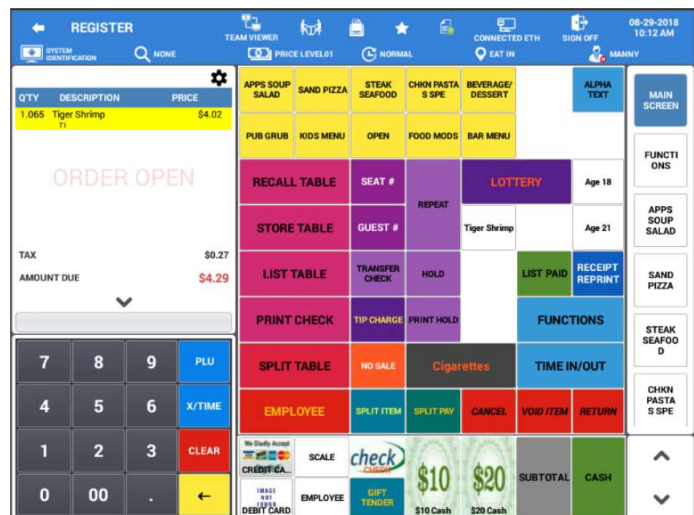 REGISTER
TEAM VIEWER
CONNECTED ETH
SIGN OFF
08-29-2018
10:12 AM
SYSTEM
IDENTIFICATION
NONE
PRICE LEVEL01
NORMAL
EAT IN
MANNY
QTY DESCRIPTION PRICE
1.065 Tiger Shrimp $4.02
T1
ORDER OPEN
TAX $0.27
AMOUNT DUE $4.29
7 8 9 PLU
4 5 6 X/TIME
1 2 3 CLEAR
0 00 . ←
APPS SOUP
SALAD
SAND PIZZA
STEAK
SEAFOOD
CHKN PASTA
S SPE
BEVERAGE/
DESSERT
ALPHA
TEXT
PUB GRUB
KIDS MENU
OPEN
FOOD MODS
BAR MENU
RECALL TABLE
SEAT #
REPEAT
LOTTERY
Age 18
STORE TABLE
GUEST #
Tiger Shrimp
Age 21
LIST TABLE
TRANSFER
CHECK
HOLD
LIST PAID
RECEIPT
REPRINT
PRINT CHECK
TIP CHARGE
PRINT HOLD
FUNCTIONS
SPLIT TABLE
NO SALE
Cigarettes
TIME IN/OUT
EMPLOYEE
SPLIT ITEM
SPLIT PAY
CANCEL
VOID ITEM
RETURN
We Gladly Accept
CREDIT CA...
SCALE
check
CHECK
$10
$10 Cash
$20
$20 Cash
SUBTOTAL
CASH
IMAGE
NOT
FOUND
DEBIT CARD
EMPLOYEE
GIFT
TENDER
MAIN
SCREEN
FUNCTI
ONS
APPS
SOUP
SALAD
SAND
PIZZA
STEAK
SEAFOO
D
CHKN
PASTA
S SPE